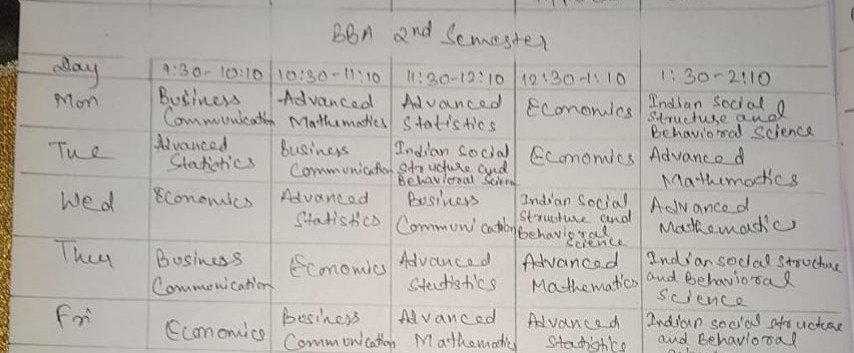 BBA 2nd Semester
Day 9:30-10:10 10:30-11:10 11:30-12:10 12:30-1:10 1:30-2:10
Mon Business Advanced Advanced Economics Indian Social
Communication Mathematics Statistics Structure and
Behavioral Science
Tue Advanced Business Indian Social Economics Advanced
Statistics Communication Structure and Mathematics
Behavioral Science
Wed Economics Advanced Business Indian Social Advanced
Statistics Communication Structure and Mathematics
Behavioral
Science
Thu Business Economics Advanced Advanced Indian social Structure
Communication Statistics Mathematics and Behavioral
Science
Fri Economics Business Advanced Advanced Indian social structure
Communication Mathematics Statistics and Behavioral